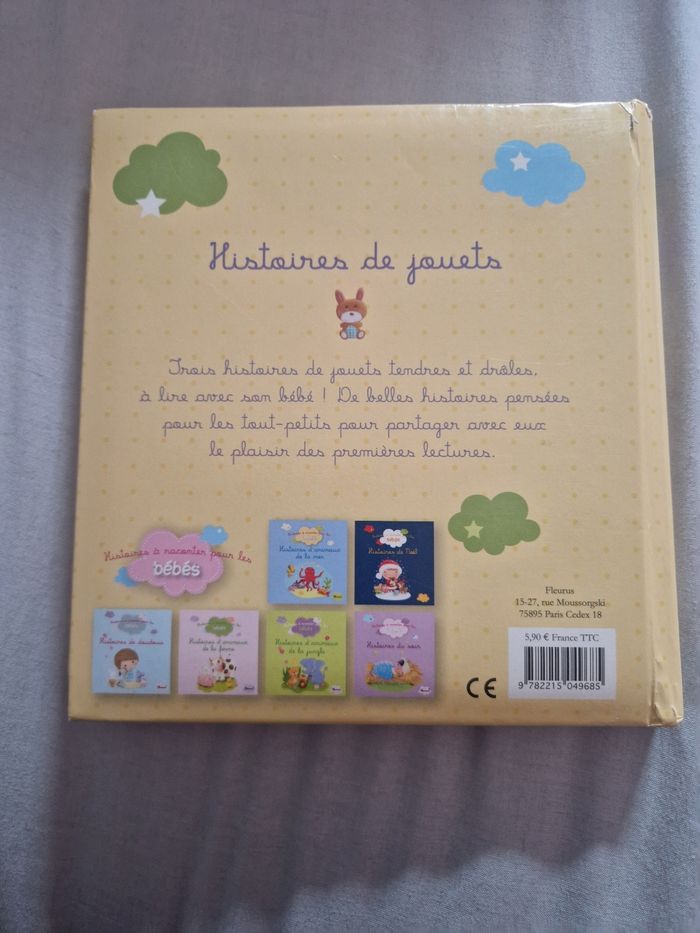 Histoires de jouets
Trois histoires de jouets tendres et drôles,
à lire avec son bébé ! De belles histoires pensées
pour les tout-petits pour partager avec eux
le plaisir des premières lectures.
Histoires à raconter pour les
bébés
Histoires d'animaux
de la mer
bébés
Histoires de Noël
Histoires de doudous
Histoires d'animaux
de la ferme
Histoires d'animaux
de la jungle
Histoires du soir
Fleurus
15-27, rue Moussorgski
75895 Paris Cedex 18
5,90 € France TTC
CE
9 782215 049685